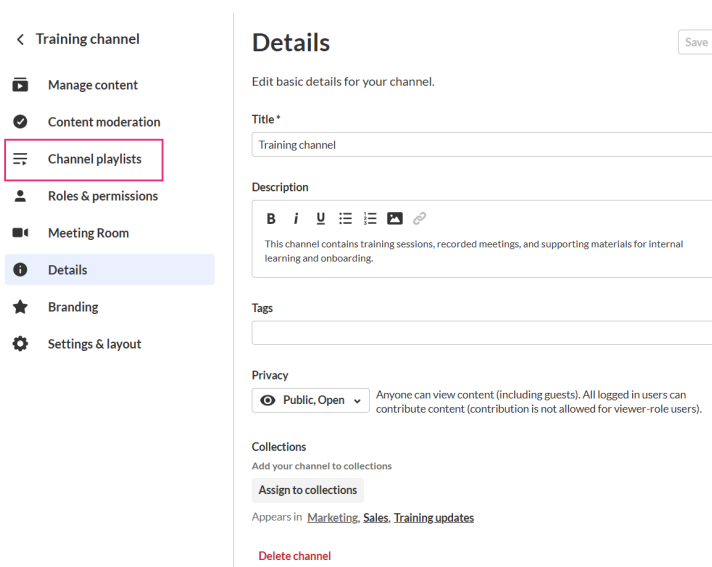 Training channel
Manage content
Content moderation
Channel playlists
Roles & permissions
Meeting Room
Details
Branding
Settings & layout
Details
Save
Edit basic details for your channel.
Title *
Training channel
Description
B i U
This channel contains training sessions, recorded meetings, and supporting materials for internal
learning and onboarding.
Tags
Privacy
Public, Open
Anyone can view content (including guests). All logged in users can
contribute content (contribution is not allowed for viewer-role users).
Collections
Add your channel to collections
Assign to collections
Appears in Marketing, Sales, Training updates
Delete channel